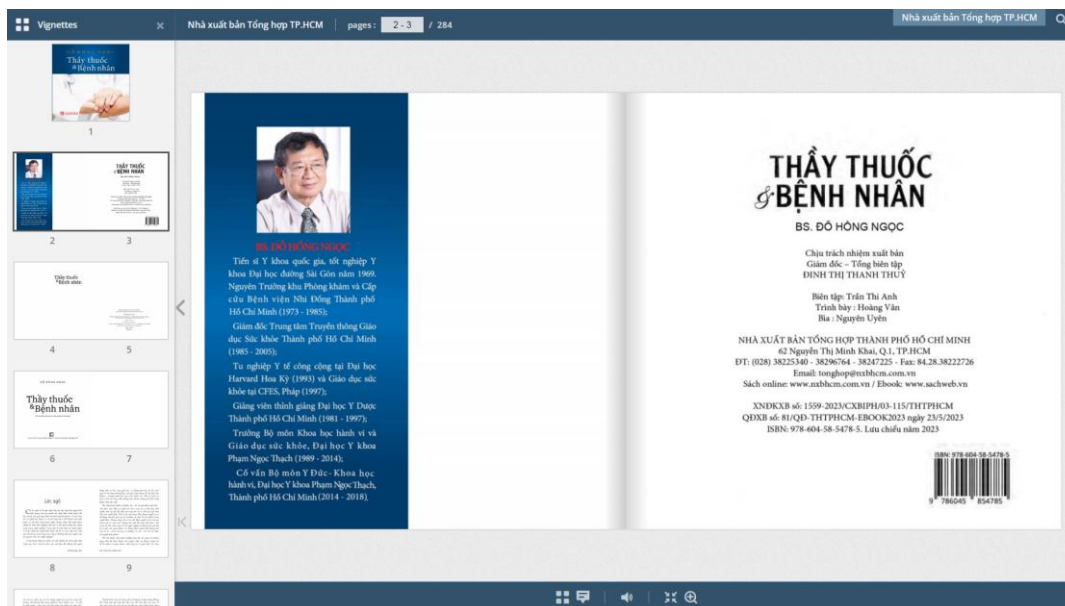 Vignettes
Nhà xuất bản Tổng hợp TP.HCM
pages : 2 - 3 / 284
Nhà xuất bản Tổng hợp TP.HCM
Thầy thuốc
&Bệnh nhân
1
THẦY THUỐC
&BỆNH NHÂN
2
3
Thầy thuốc
&Bệnh nhân
4
5
Thầy thuốc
&Bệnh nhân
6
7
8
9
BS. ĐỖ HỒNG NGỌC
Tiến sĩ Y khoa quốc gia, tốt nghiệp Y
khoa Đại học đường Sài Gòn năm 1969.
Nguyên Trưởng khu Phòng khám và Cấp
cứu Bệnh viện Nhi Đồng Thành phố
Hồ Chí Minh (1973 - 1985);
Giám đốc Trung tâm Truyền thông Giáo
dục Sức khỏe Thành phố Hồ Chí Minh
(1985 - 2005);
Tu nghiệp Y tế công cộng tại Đại học
Harvard Hoa Kỳ (1993) và Giáo dục sức
khỏe tại CFES, Pháp (1997);
Giảng viên thỉnh giảng Đại học Y Dược
Thành phố Hồ Chí Minh (1981 - 1997);
Trưởng Bộ môn Khoa học hành vi và
Giáo dục sức khỏe, Đại học Y khoa
Phạm Ngọc Thạch (1989 - 2014);
Cố vấn Bộ môn Y Đức- Khoa học
hành vi, Đại học Y khoa Phạm Ngọc Thạch,
Thành phố Hồ Chí Minh (2014 - 2018).
THẦY THUỐC
&BỆNH NHÂN
BS. ĐỖ HỒNG NGỌC
Chịu trách nhiệm xuất bản
Giám đốc – Tổng biên tập
ĐINH THỊ THANH THUỶ
Biên tập: Trần Thi Anh
Trình bày : Hoàng Vân
Bìa : Nguyên Uyên
NHÀ XUẤT BẢN TỔNG HỢP THÀNH PHỐ HỒ CHÍ MINH
62 Nguyễn Thị Minh Khai, Q.1, TP.HCM
ĐT: (028) 38225340 - 38296764 - 38247225 - Fax: 84.28.38222726
Email: tonghop@nxbhcm.com.vn
Sách online: www.nxbhcm.com.vn / Ebook: www.sachweb.vn
XNĐKXB số: 1559-2023/CXBIPH/03-115/THTPHCM
QĐXB số: 81/QĐ-THTPHCM-EBOOK2023 ngày 23/5/2023
ISBN: 978-604-58-5478-5. Lưu chiểu năm 2023
ISBN: 978-604-58-5478-5
9 786045 854785